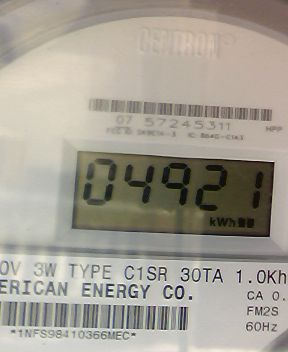 CENTRON
07 57245311 HPP
04921
kWh
0V 3W TYPE C1SR 30TA 1.0Kh
ERICAN ENERGY CO.
CA 0.
FM2S
60Hz
*1NFS98410366MEC*